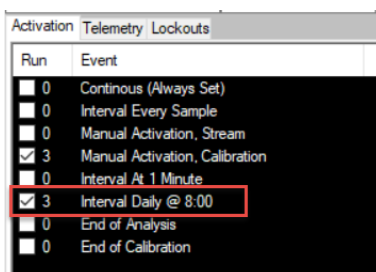 Activation Telemetry Lockouts
Run Event
0 Continous (Always Set)
0 Interval Every Sample
0 Manual Activation, Stream
3 Manual Activation, Calibration
0 Interval At 1 Minute
3 Interval Daily @ 8:00
0 End of Analysis
0 End of Calibration